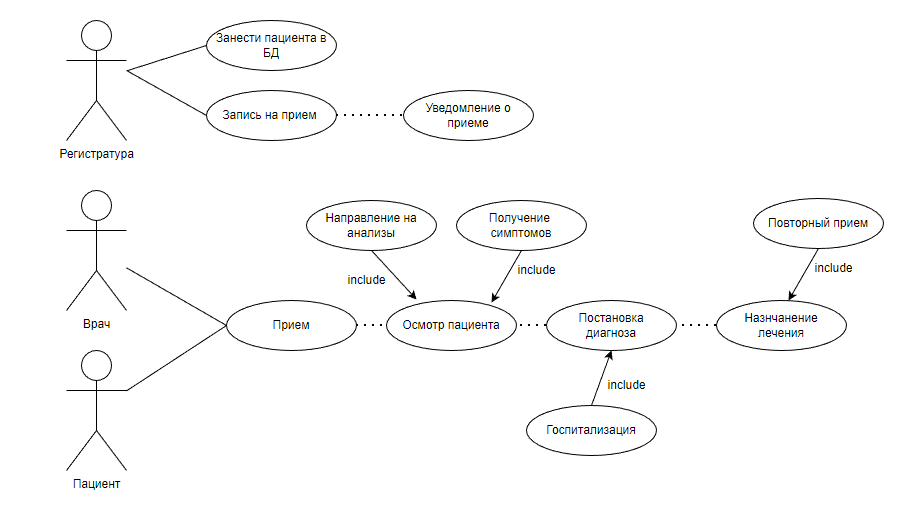 Занести пациента в
БД
Запись на прием
Уведомление о
приеме
Регистратура
Направление на
анализы
Получение
симптомов
Повторный прием
include
include
include
Врач
Прием
Осмотр пациента
Постановка
диагноза
Назнчанение
лечения
include
Госпитализация
Пациент